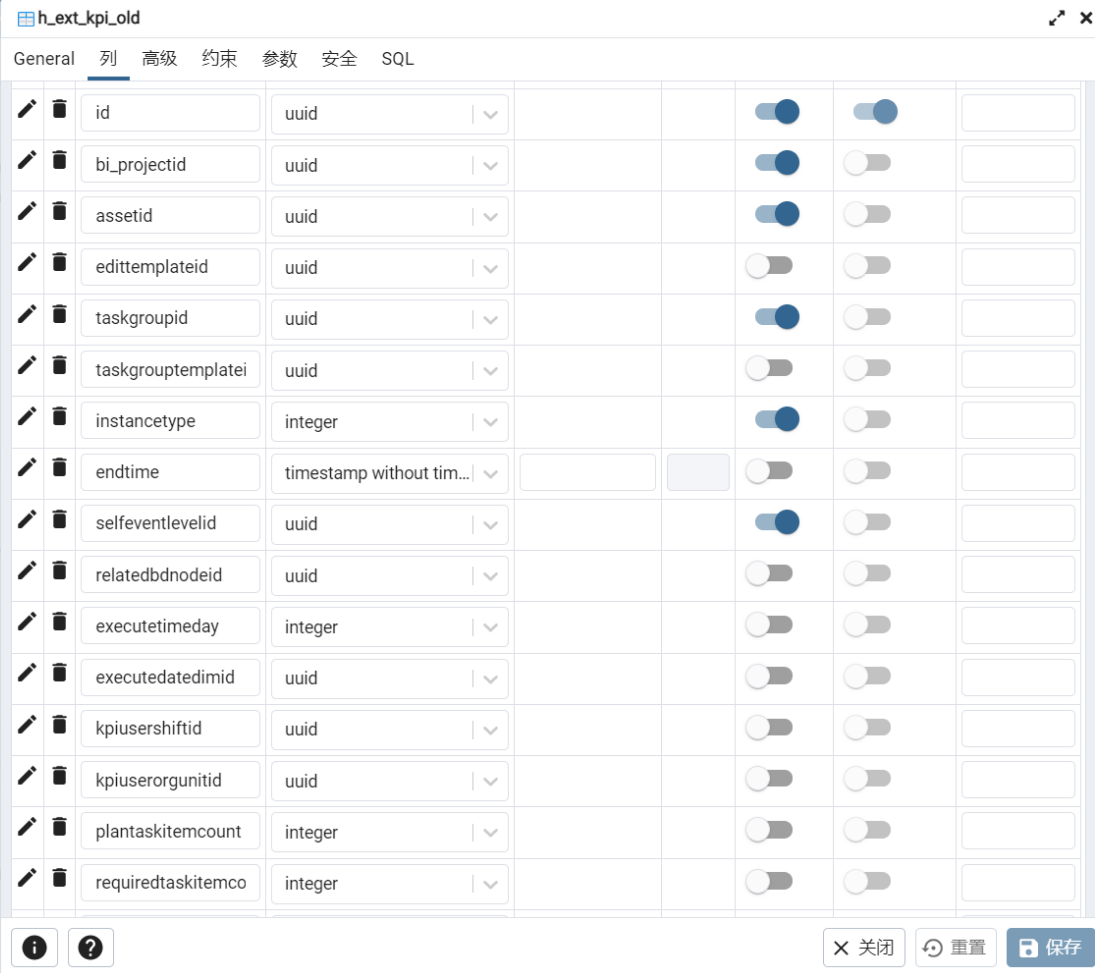 h_ext_kpi_old
General 列 高级 约束 参数 安全 SQL
id uuid
bi_projectid uuid
assetid uuid
edittemplateid uuid
taskgroupid uuid
taskgrouptemplatei uuid
instancetype integer
endtime timestamp without tim...
selfeventlevelid uuid
relatedbdnodeid uuid
executetimeday integer
executedatedimid uuid
kpiusershiftid uuid
kpiuserorgunitid uuid
plantaskitemcount integer
requiredtaskitemco integer
关闭 重置 保存